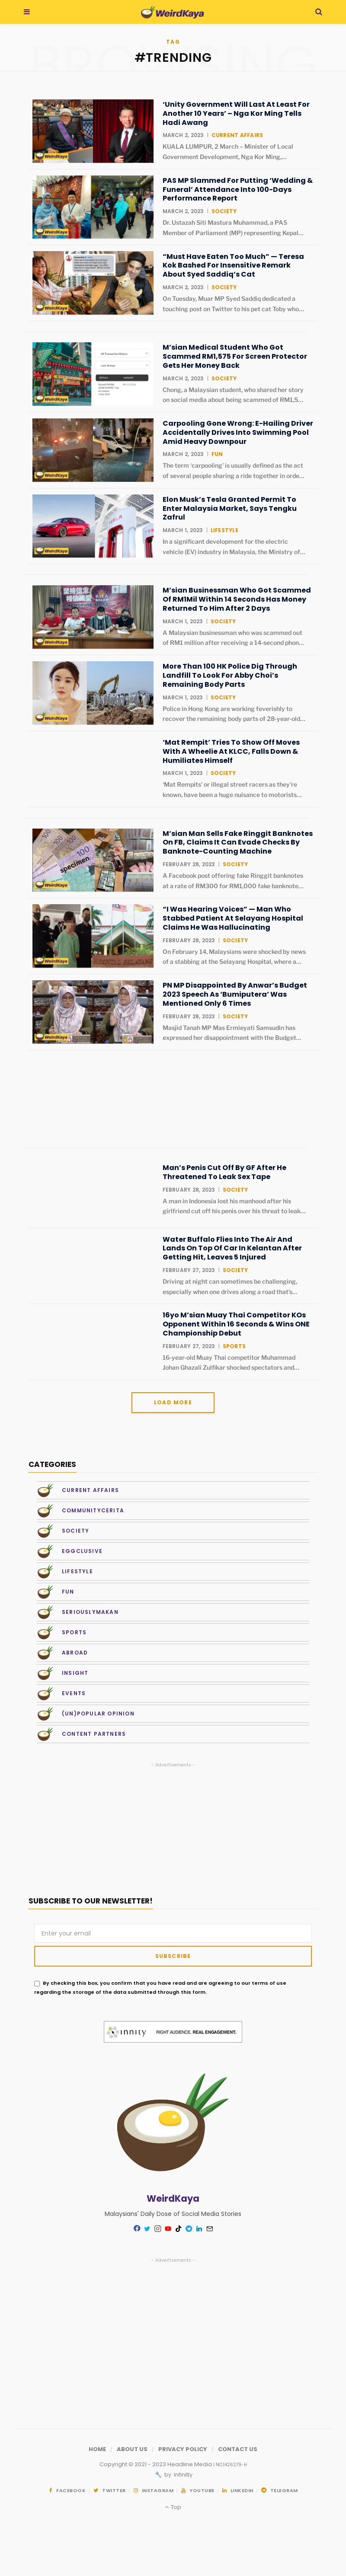 WeirdKaya
BROWSING
TAG
#TRENDING
'Unity Government Will Last At Least For
Another 10 Years' – Nga Kor Ming Tells
Hadi Awang
MARCH 2, 2023 | CURRENT AFFAIRS
KUALA LUMPUR, 2 March – Minister of Local
Government Development, Nga Kor Ming,...
WeirdKaya
PAS MP Slammed For Putting 'Wedding &
Funeral' Attendance Into 100-Days
Performance Report
MARCH 2, 2023 | SOCIETY
Dr. Ustazah Siti Mastura Muhammad, a PAS
Member of Parliament (MP) representing Kepal...
WeirdKaya
"Must Have Eaten Too Much" — Teresa
Kok Bashed For Insensitive Remark
About Syed Saddiq's Cat
MARCH 2, 2023 | SOCIETY
On Tuesday, Muar MP Syed Saddiq dedicated a
touching post on Twitter to his pet cat Toby who...
WeirdKaya
M'sian Medical Student Who Got
Scammed RM1,575 For Screen Protector
Gets Her Money Back
MARCH 2, 2023 | SOCIETY
Chong, a Malaysian student, who shared her story
on social media about being scammed of RM1,5...
WeirdKaya
Carpooling Gone Wrong: E-Hailing Driver
Accidentally Drives Into Swimming Pool
Amid Heavy Downpour
MARCH 2, 2023 | FUN
The term 'carpooling' is usually defined as the act
of several people sharing a ride together in orde...
WeirdKaya
Elon Musk's Tesla Granted Permit To
Enter Malaysia Market, Says Tengku
Zafrul
MARCH 1, 2023 | LIFESTYLE
In a significant development for the electric
vehicle (EV) industry in Malaysia, the Ministry of...
WeirdKaya
M'sian Businessman Who Got Scammed
Of RM1Mil Within 14 Seconds Has Money
Returned To Him After 2 Days
MARCH 1, 2023 | SOCIETY
A Malaysian businessman who was scammed out
of RM1 million after receiving a 14-second phon...
WeirdKaya
More Than 100 HK Police Dig Through
Landfill To Look For Abby Choi's
Remaining Body Parts
MARCH 1, 2023 | SOCIETY
Police in Hong Kong are working feverishly to
recover the remaining body parts of 28-year-old...
WeirdKaya
'Mat Rempit' Tries To Show Off Moves
With A Wheelie At KLCC, Falls Down &
Humiliates Himself
MARCH 1, 2023 | SOCIETY
'Mat Rempits' or illegal street racers as they're
known, have been a huge nuisance to motorists...
M'sian Man Sells Fake Ringgit Banknotes
On FB, Claims It Can Evade Checks By
Banknote-Counting Machine
FEBRUARY 28, 2023 | SOCIETY
A Facebook post offering fake Ringgit banknotes
at a rate of RM300 for RM1,000 fake banknote...
specimen
WeirdKaya
"I Was Hearing Voices" — Man Who
Stabbed Patient At Selayang Hospital
Claims He Was Hallucinating
FEBRUARY 28, 2023 | SOCIETY
On February 14, Malaysians were shocked by news
of a stabbing at the Selayang Hospital, where a...
WeirdKaya
PN MP Disappointed By Anwar's Budget
2023 Speech As 'Bumiputera' Was
Mentioned Only 6 Times
FEBRUARY 28, 2023 | SOCIETY
Masjid Tanah MP Mas Ermieyati Samsudin has
expressed her disappointment with the Budget...
WeirdKaya
Man's Penis Cut Off By GF After He
Threatened To Leak Sex Tape
FEBRUARY 28, 2023 | SOCIETY
A man in Indonesia lost his manhood after his
girlfriend cut off his penis over his threat to leak...
Water Buffalo Flies Into The Air And
Lands On Top Of Car In Kelantan After
Getting Hit, Leaves 5 Injured
FEBRUARY 27, 2023 | SOCIETY
Driving at night can sometimes be challenging,
especially when one drives along a road that's...
16yo M'sian Muay Thai Competitor KOs
Opponent Within 16 Seconds & Wins ONE
Championship Debut
FEBRUARY 27, 2023 | SPORTS
16-year-old Muay Thai competitor Muhammad
Johan Ghazali Zulfikar shocked spectators and...
LOAD MORE
CATEGORIES
CURRENT AFFAIRS
COMMUNITYCERITA
SOCIETY
EGGCLUSIVE
LIFESTYLE
FUN
SERIOUSLYMAKAN
SPORTS
ABROAD
INSIGHT
EVENTS
(UN)POPULAR OPINION
CONTENT PARTNERS
- Advertisements -
SUBSCRIBE TO OUR NEWSLETTER!
Enter your email
SUBSCRIBE
By checking this box, you confirm that you have read and are agreeing to our terms of use
regarding the storage of the data submitted through this form.
innity RIGHT AUDIENCE. REAL ENGAGEMENT.
WeirdKaya
Malaysians' Daily Dose of Social Media Stories
- Advertisements -
HOME | ABOUT US | PRIVACY POLICY | CONTACT US
Copyright © 2021 - 2023 Headline Media
by Infinity
FACEBOOK TWITTER INSTAGRAM YOUTUBE LINKEDIN TELEGRAM
Top